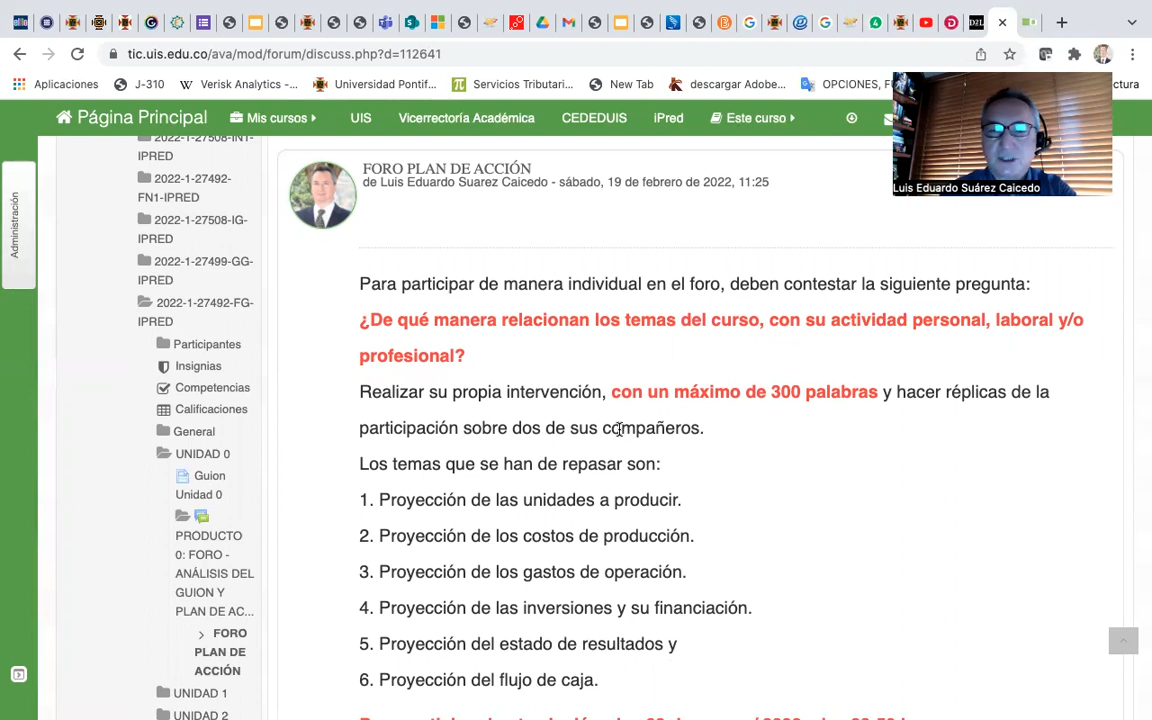 tic.uis.edu.co/ava/mod/forum/discuss.php?d=112641
Aplicaciones J-310 Verisk Analytics -... Universidad Pontif... Servicios Tributari... New Tab descargar Adobe... OPCIONES, F
Página Principal Mis cursos UIS Vicerrectoría Académica CEDEDUIS iPred Este curso
Luis Eduardo Suárez Caicedo
Administración
2022-1-27508-INT-
IPRED
2022-1-27492-
FN1-IPRED
2022-1-27508-IG-
IPRED
2022-1-27499-GG-
IPRED
2022-1-27492-FG-
IPRED
Participantes
Insignias
Competencias
Calificaciones
General
UNIDAD 0
Guion
Unidad 0
PRODUCTO
0: FORO -
ANÁLISIS DEL
GUION Y
PLAN DE AC...
FORO
PLAN DE
ACCIÓN
UNIDAD 1
UNIDAD 2
FORO PLAN DE ACCIÓN
de Luis Eduardo Suarez Caicedo - sábado, 19 de febrero de 2022, 11:25
Para participar de manera individual en el foro, deben contestar la siguiente pregunta:
¿De qué manera relacionan los temas del curso, con su actividad personal, laboral y/o
profesional?
Realizar su propia intervención, con un máximo de 300 palabras y hacer réplicas de la
participación sobre dos de sus compañeros.
Los temas que se han de repasar son:
1. Proyección de las unidades a producir.
2. Proyección de los costos de producción.
3. Proyección de los gastos de operación.
4. Proyección de las inversiones y su financiación.
5. Proyección del estado de resultados y
6. Proyección del flujo de caja.